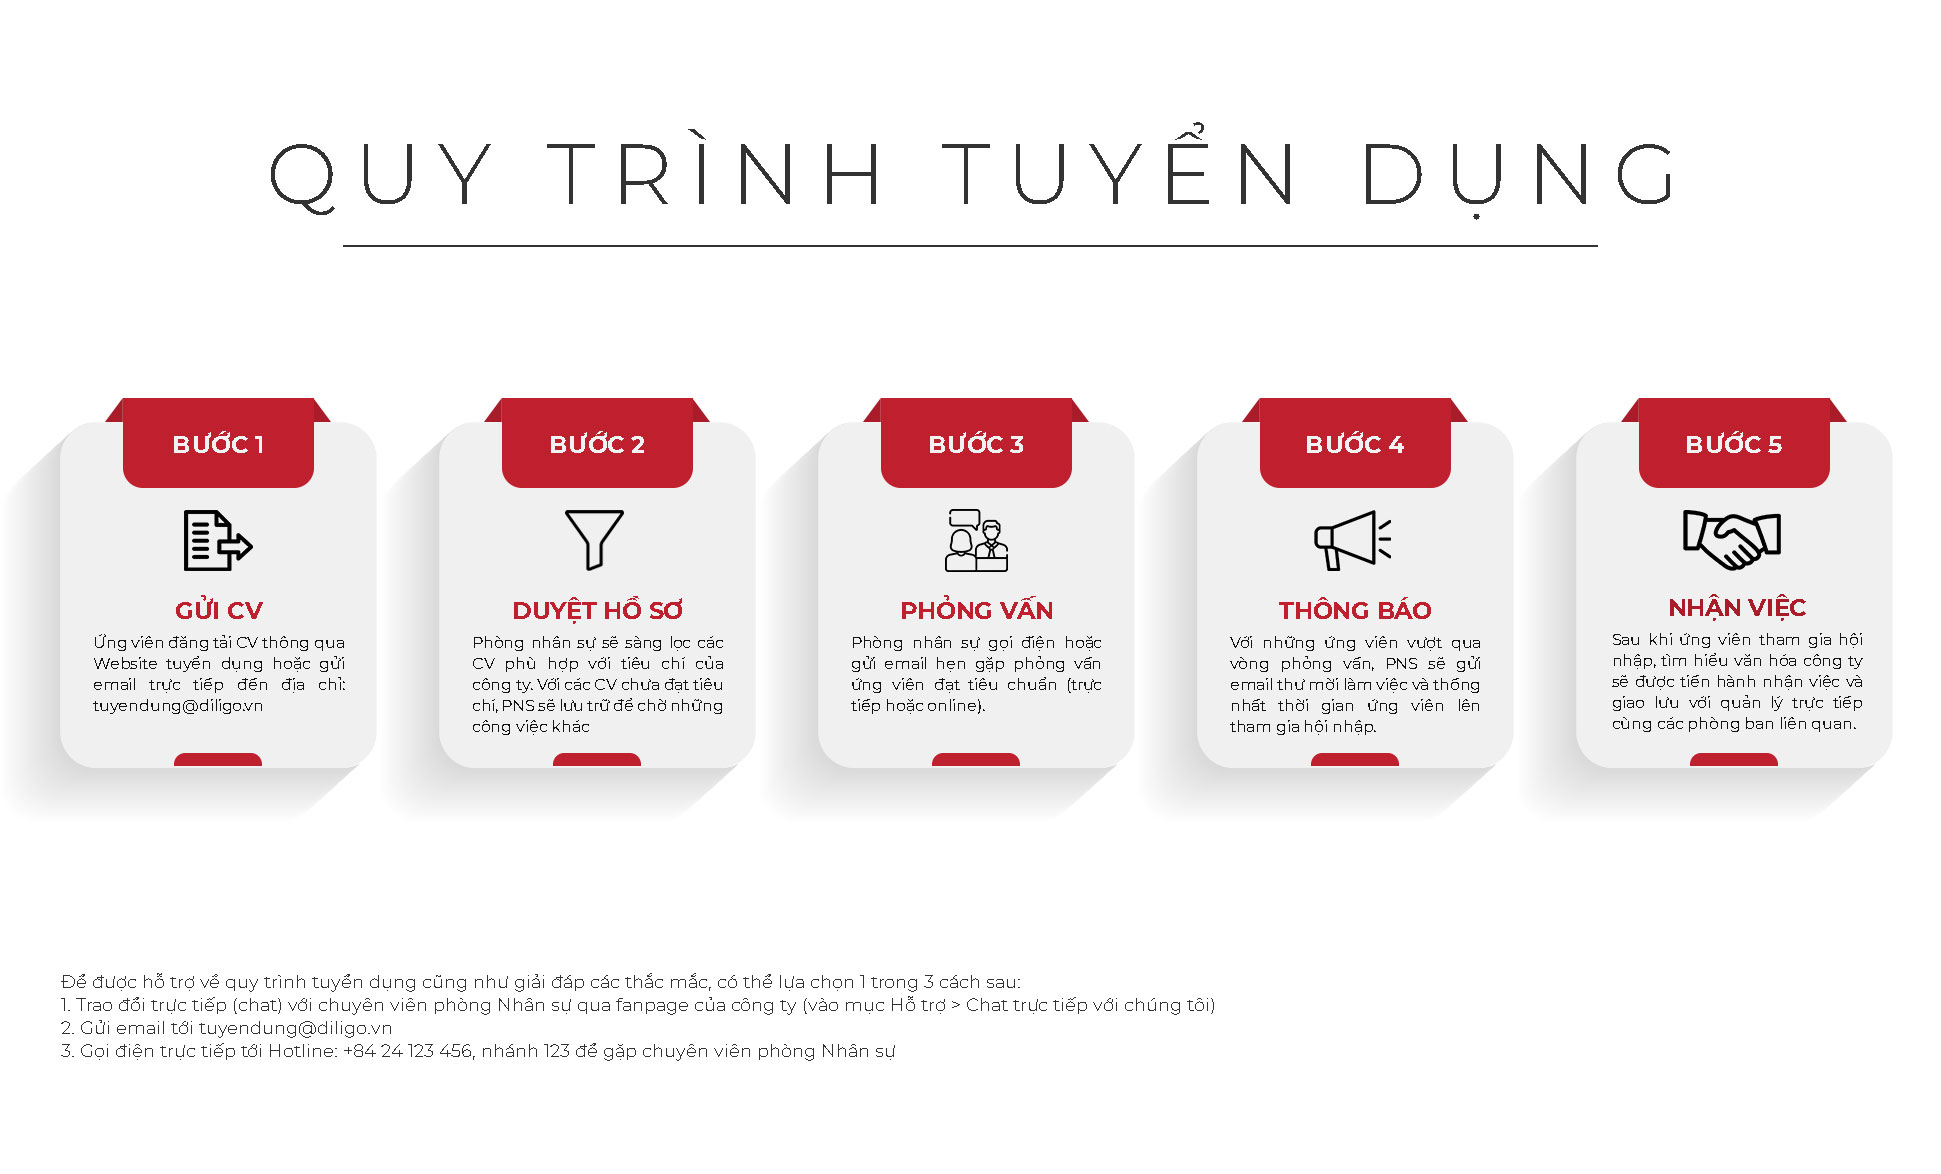 QUY TRÌNH TUYỂN DỤNG
BƯỚC 1
GỬI CV
Ứng viên đăng tải CV thông qua
Website tuyển dụng hoặc gửi
email trực tiếp đến địa chỉ:
tuyendung@diligo.vn
BƯỚC 2
DUYỆT HỒ SƠ
Phòng nhân sự sẽ sàng lọc các
CV phù hợp với tiêu chí của
công ty. Với các CV chưa đạt tiêu
chí, PNS sẽ lưu trữ để chờ những
công việc khác
BƯỚC 3
PHỎNG VẤN
Phòng nhân sự gọi điện hoặc
gửi email hẹn gặp phỏng vấn
ứng viên đạt tiêu chuẩn (trực
tiếp hoặc online).
BƯỚC 4
THÔNG BÁO
Với những ứng viên vượt qua
vòng phỏng vấn, PNS sẽ gửi
email thư mời làm việc và thống
nhất thời gian ứng viên lên
tham gia hội nhập.
BƯỚC 5
NHẬN VIỆC
Sau khi ứng viên tham gia hội
nhập, tìm hiểu văn hóa công ty
sẽ được tiến hành nhận việc và
giao lưu với quản lý trực tiếp
cùng các phòng ban liên quan.
Để được hỗ trợ về quy trình tuyển dụng cũng như giải đáp các thắc mắc, có thể lựa chọn 1 trong 3 cách sau:
1. Trao đổi trực tiếp (chat) với chuyên viên phòng Nhân sự qua fanpage của công ty (vào mục Hỗ trợ > Chat trực tiếp với chúng tôi)
2. Gửi email tới tuyendung@diligo.vn
3. Gọi điện trực tiếp tới Hotline: +84 24 123 456, nhánh 123 để gặp chuyên viên phòng Nhân sự